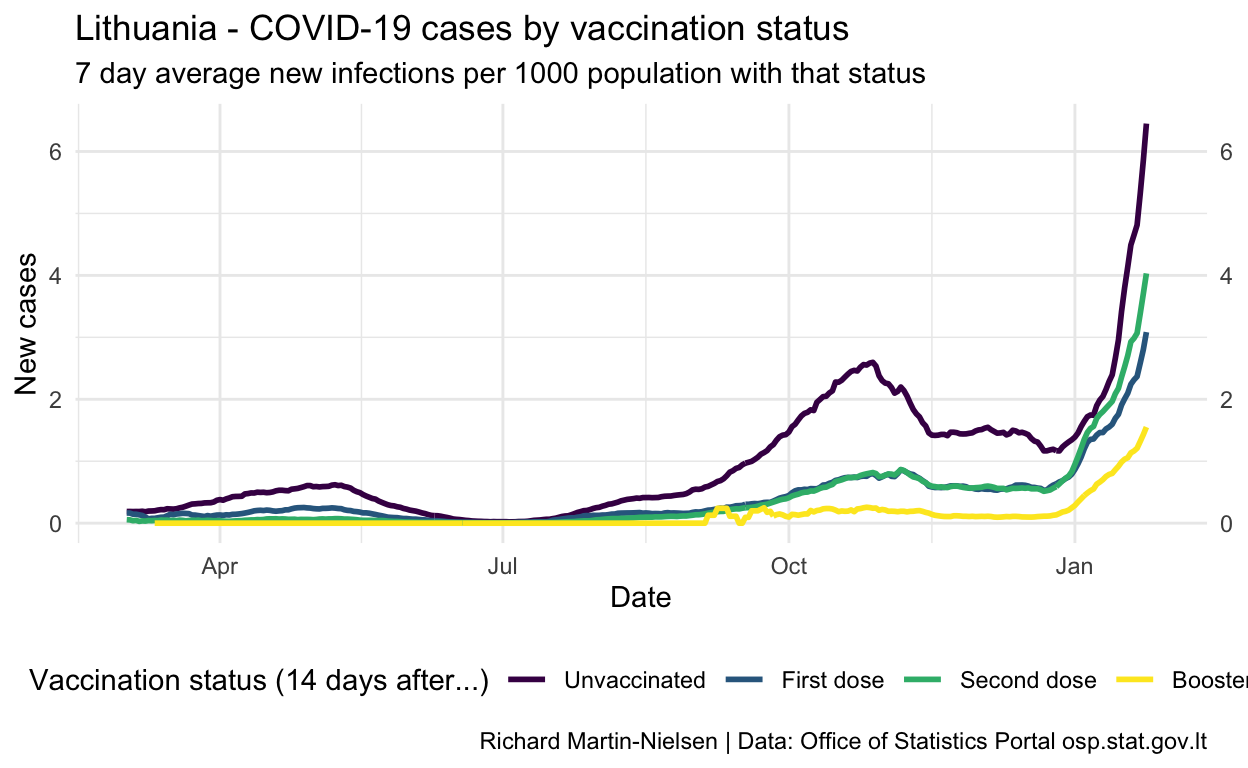 Lithuania - COVID-19 cases by vaccination status
7 day average new infections per 1000 population with that status
6 6
4 4
2 2
0 0
New cases
Apr Jul Oct Jan
Date
Vaccination status (14 days after...) Unvaccinated First dose Second dose Booster
Richard Martin-Nielsen | Data: Office of Statistics Portal osp.stat.gov.lt